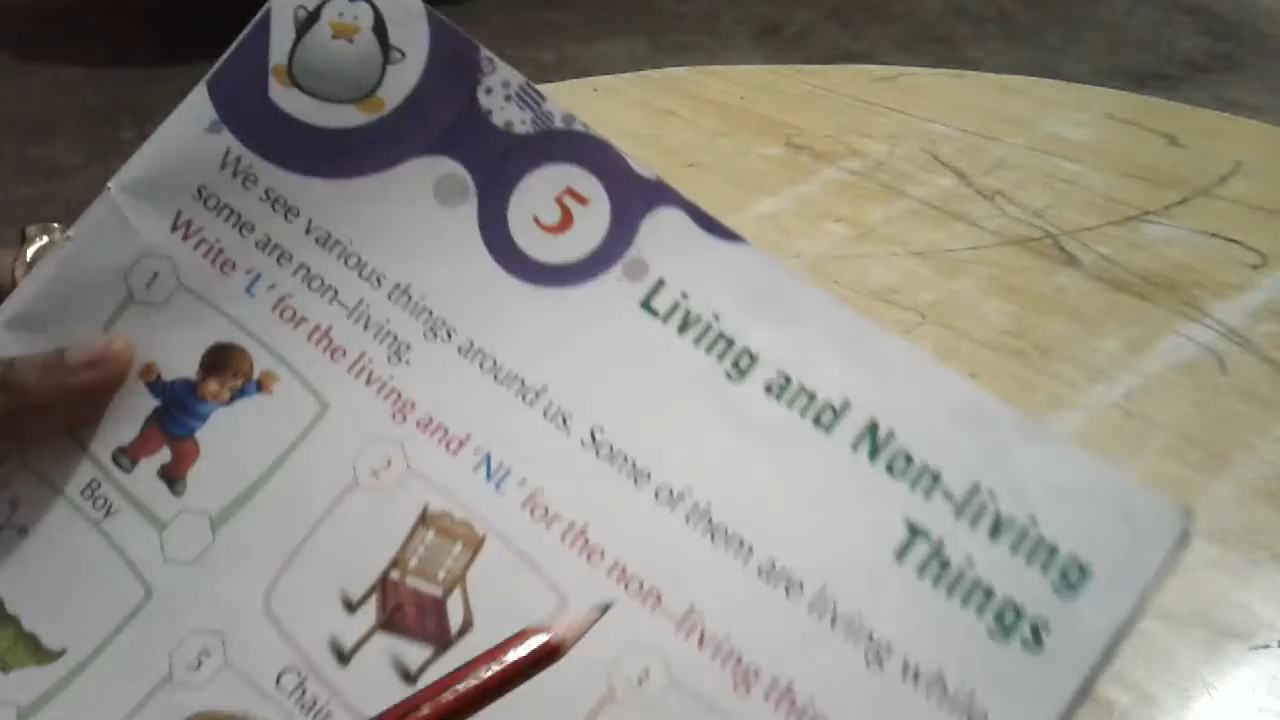 5
Living and Non-living
Things
We see various things around us. Some of them are living while
some are non-living.
Write 'L' for the living and 'NL' for the non-living
1
Boy
2
Chair
5